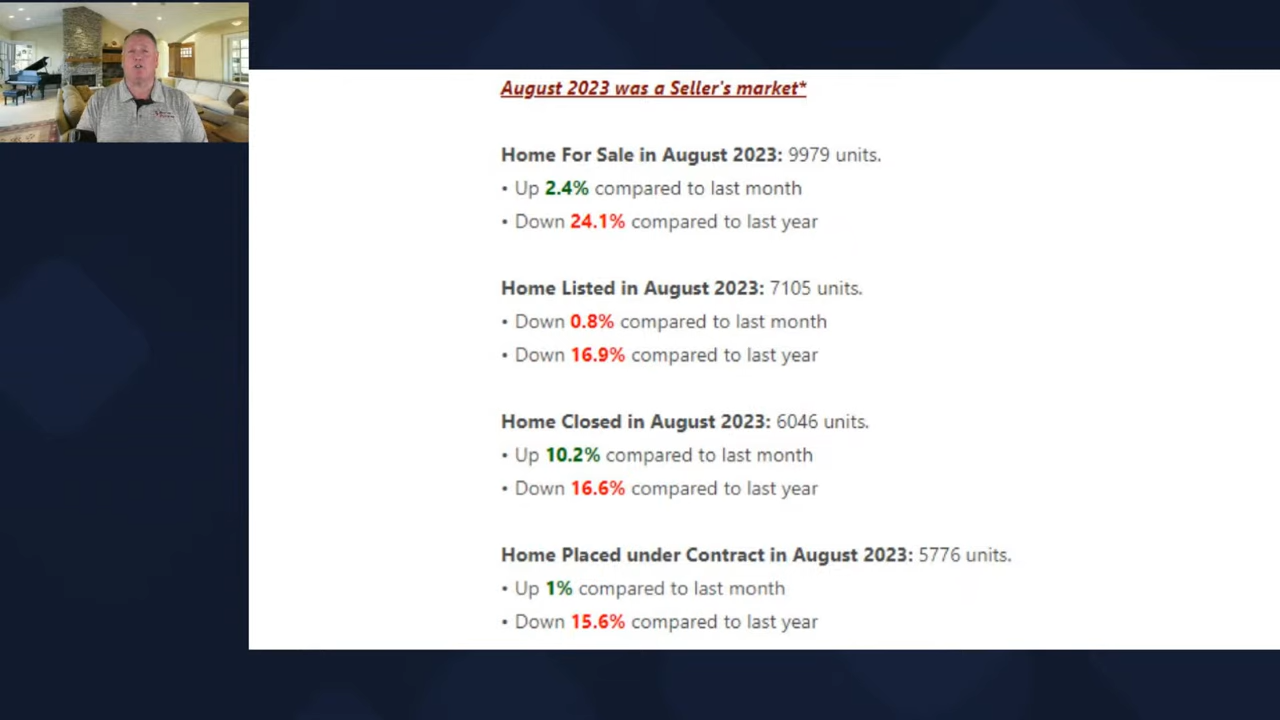 August 2023 was a Seller's market*
Home For Sale in August 2023: 9979 units.
• Up 2.4% compared to last month
• Down 24.1% compared to last year
Home Listed in August 2023: 7105 units.
• Down 0.8% compared to last month
• Down 16.9% compared to last year
Home Closed in August 2023: 6046 units.
• Up 10.2% compared to last month
• Down 16.6% compared to last year
Home Placed under Contract in August 2023: 5776 units.
• Up 1% compared to last month
• Down 15.6% compared to last year